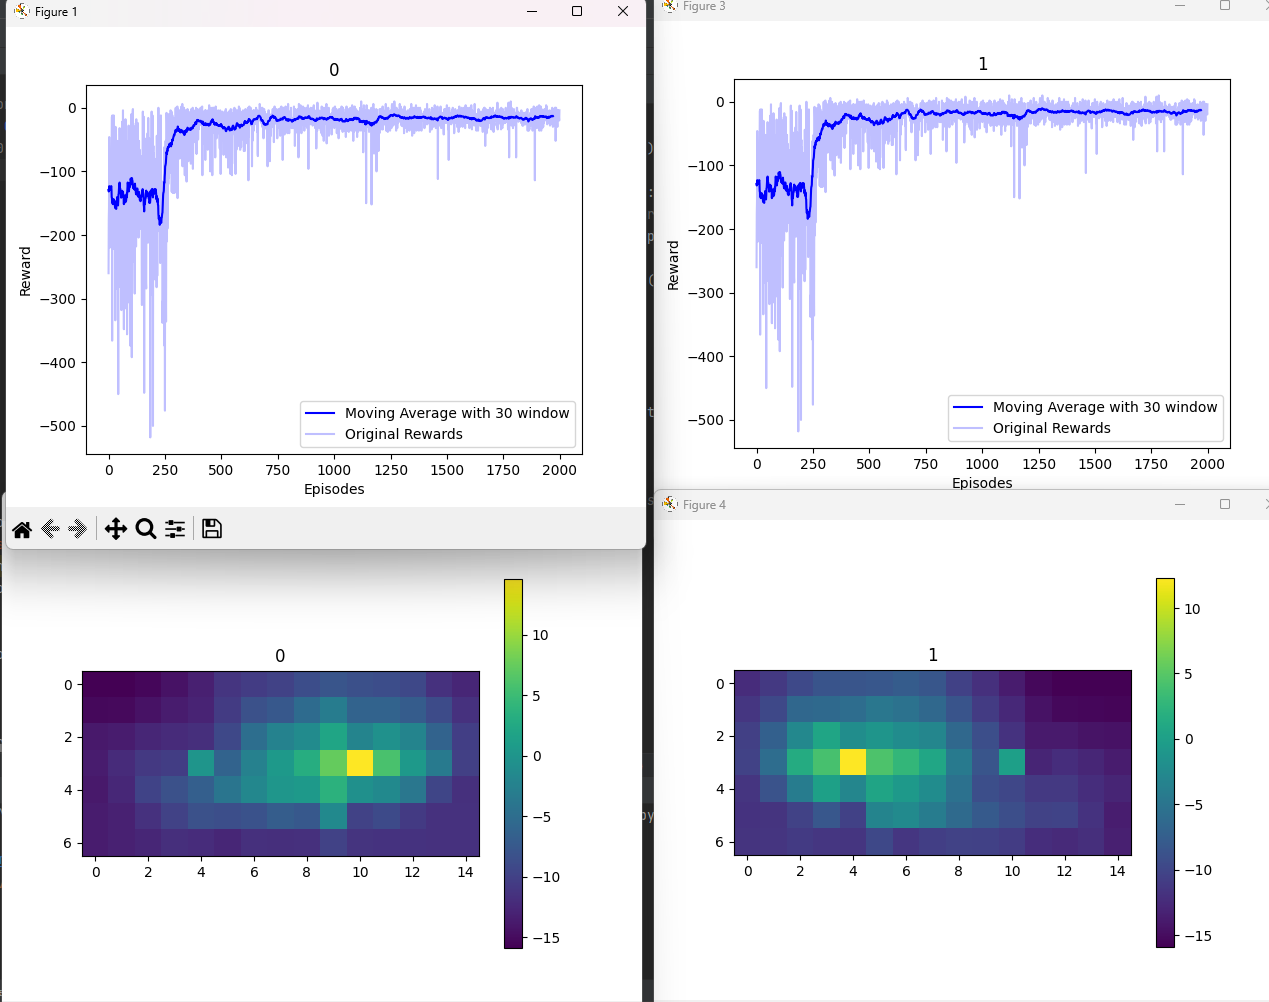 Figure 1
0
0
−100
−200
−300
−400
−500
Reward
Moving Average with 30 window
Original Rewards
0 250 500 750 1000 1250 1500 1750 2000
Episodes
Figure 3
1
0
−100
−200
−300
−400
−500
Reward
Moving Average with 30 window
Original Rewards
0 250 500 750 1000 1250 1500 1750 2000
Episodes
0
0
2
4
6
0 2 4 6 8 10 12 14
10
5
0
−5
−10
−15
Figure 4
1
0
2
4
6
0 2 4 6 8 10 12 14
10
5
0
−5
−10
−15